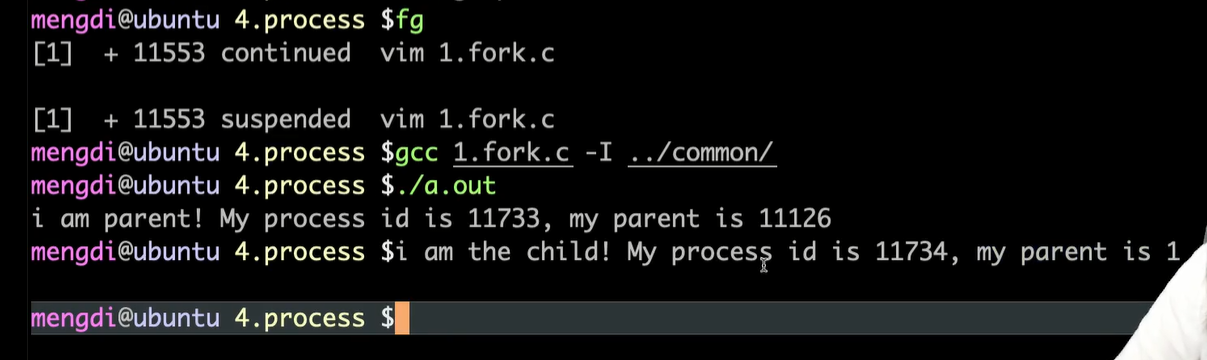 mengdi@ubuntu 4.process $fg
[1]  + 11553 continued  vim 1.fork.c
[1]  + 11553 suspended  vim 1.fork.c
mengdi@ubuntu 4.process $gcc 1.fork.c -I ../common/
mengdi@ubuntu 4.process $./a.out
i am parent! My process id is 11733, my parent is 11126
mengdi@ubuntu 4.process $i am the child! My process id is 11734, my parent is 1
mengdi@ubuntu 4.process $